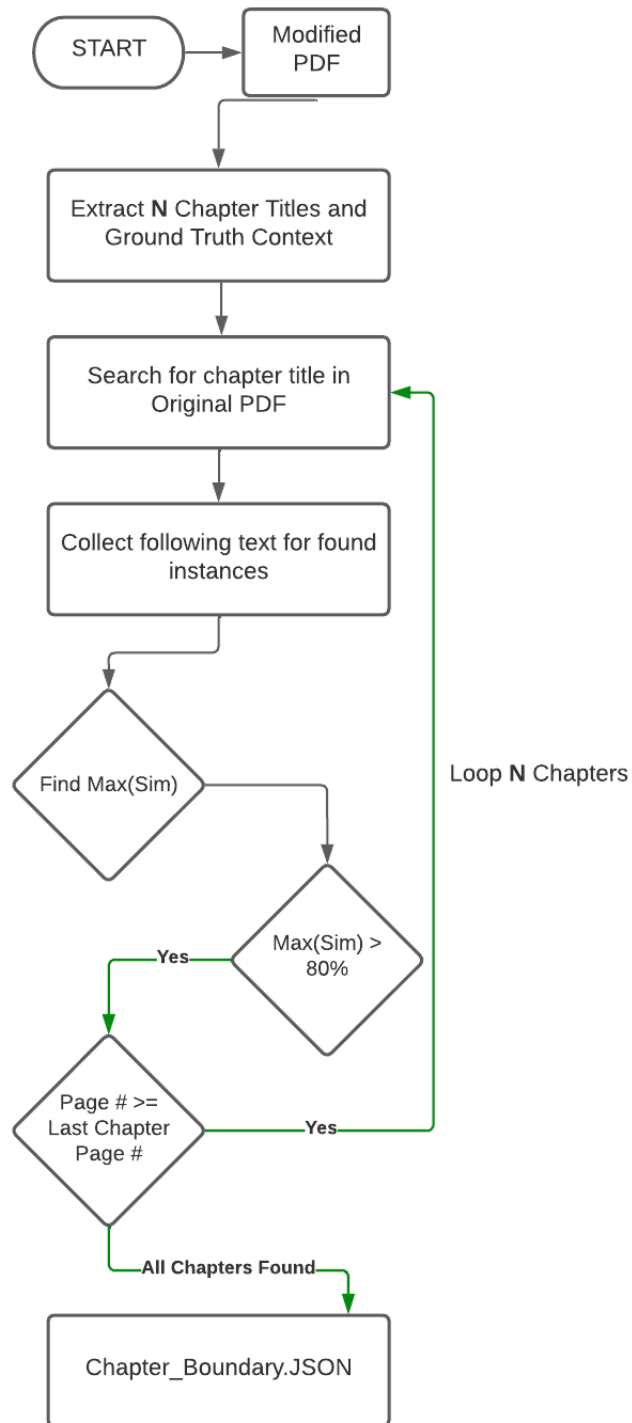 START
Modified
PDF
Extract N Chapter Titles and
Ground Truth Context
Search for chapter title in
Original PDF
Collect following text for found
instances
Find Max(Sim)
Loop N Chapters
Max(Sim) >
80%
Yes
Page # >=
Last Chapter
Page #
Yes
All Chapters Found
Chapter_Boundary.JSON